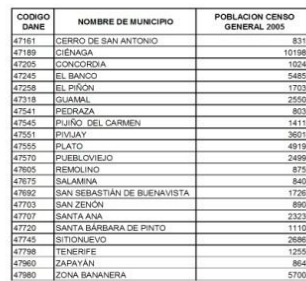 CODIGO DANE NOMBRE DE MUNICIPIO POBLACION CENSO GENERAL 2005
47161 CERRO DE SAN ANTONIO 831
47189 CIÉNAGA 10198
47205 CONCORDIA 1024
47245 EL BANCO 5485
47258 EL PIÑÓN 1703
47318 GUAMAL 2550
47541 PEDRAZA 803
47545 PIJIÑO DEL CARMEN 1411
47551 PIVIJAY 3601
47555 PLATO 4919
47570 PUEBLOVIEJO 2499
47605 REMOLINO 875
47675 SALAMINA 840
47692 SAN SEBASTIÁN DE BUENAVISTA 1726
47703 SAN ZENÓN 890
47707 SANTA ANA 2323
47720 SANTA BÁRBARA DE PINTO 1110
47745 SITIONUEVO 2686
47798 TENERIFE 1255
47960 ZAPAYÁN 864
47980 ZONA BANANERA 5700